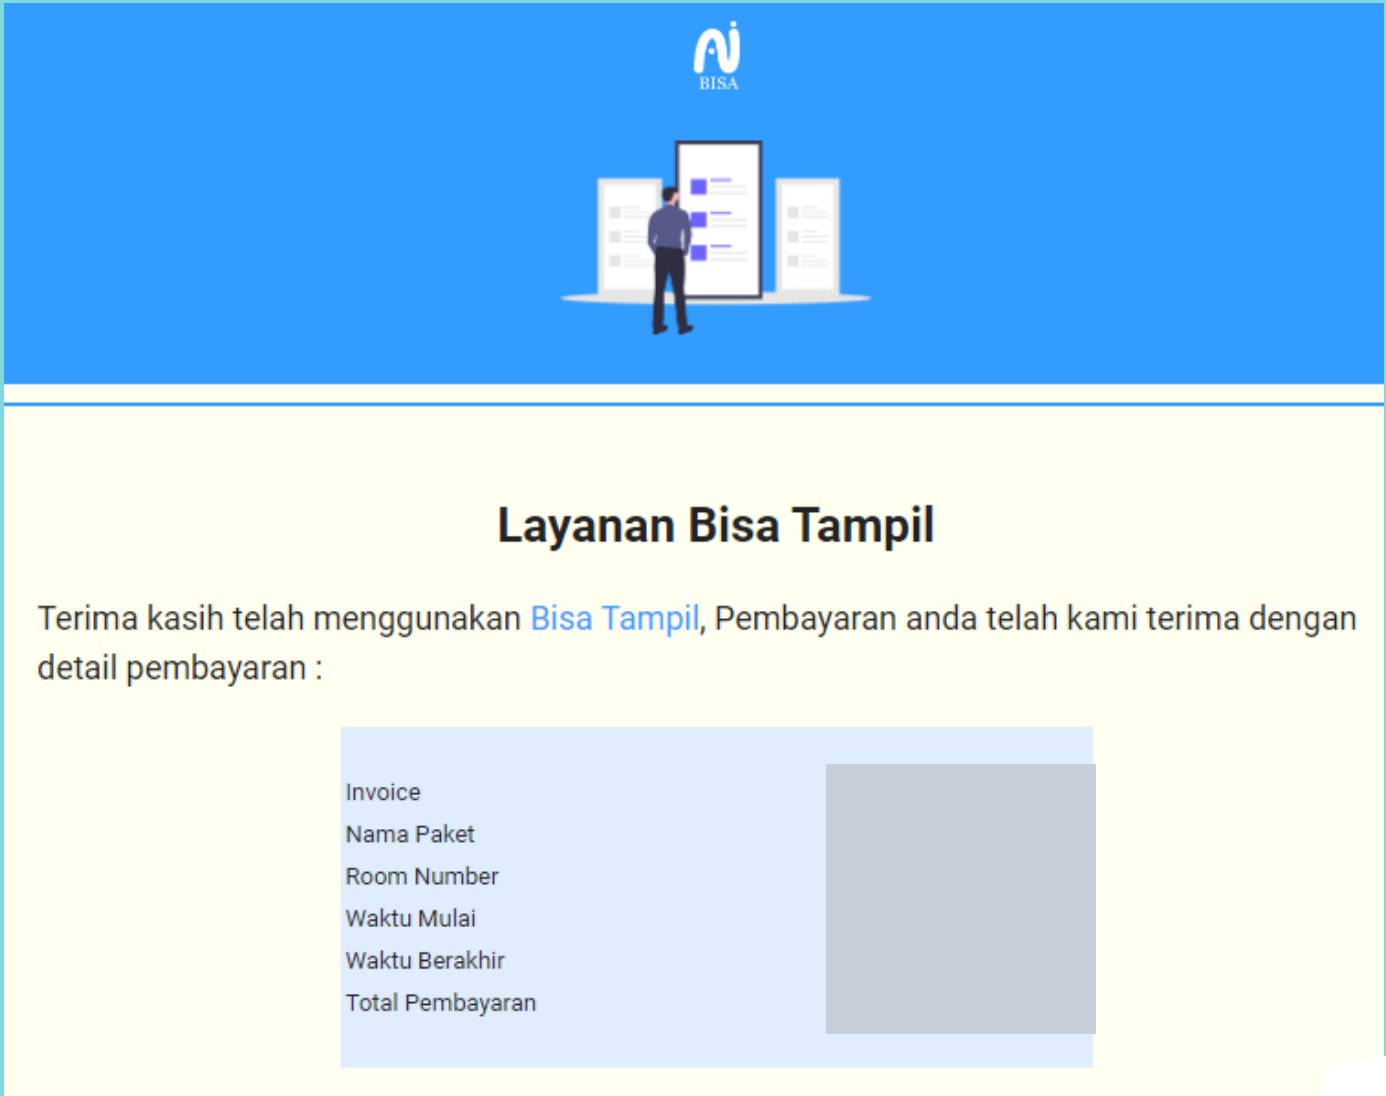 BISA
Layanan Bisa Tampil
Terima kasih telah menggunakan Bisa Tampil, Pembayaran anda telah kami terima dengan
detail pembayaran :
Invoice
Nama Paket
Room Number
Waktu Mulai
Waktu Berakhir
Total Pembayaran